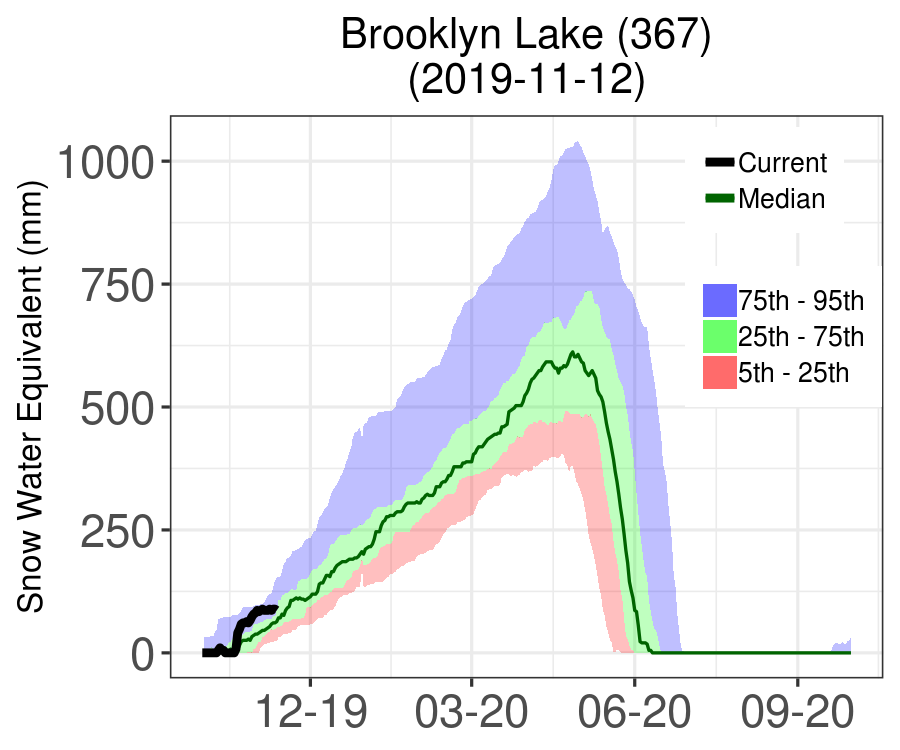 Brooklyn Lake (367)
(2019-11-12)
Snow Water Equivalent (mm)
1000
750
500
250
0
12-19
03-20
06-20
09-20
Current
Median
75th - 95th
25th - 75th
5th - 25th